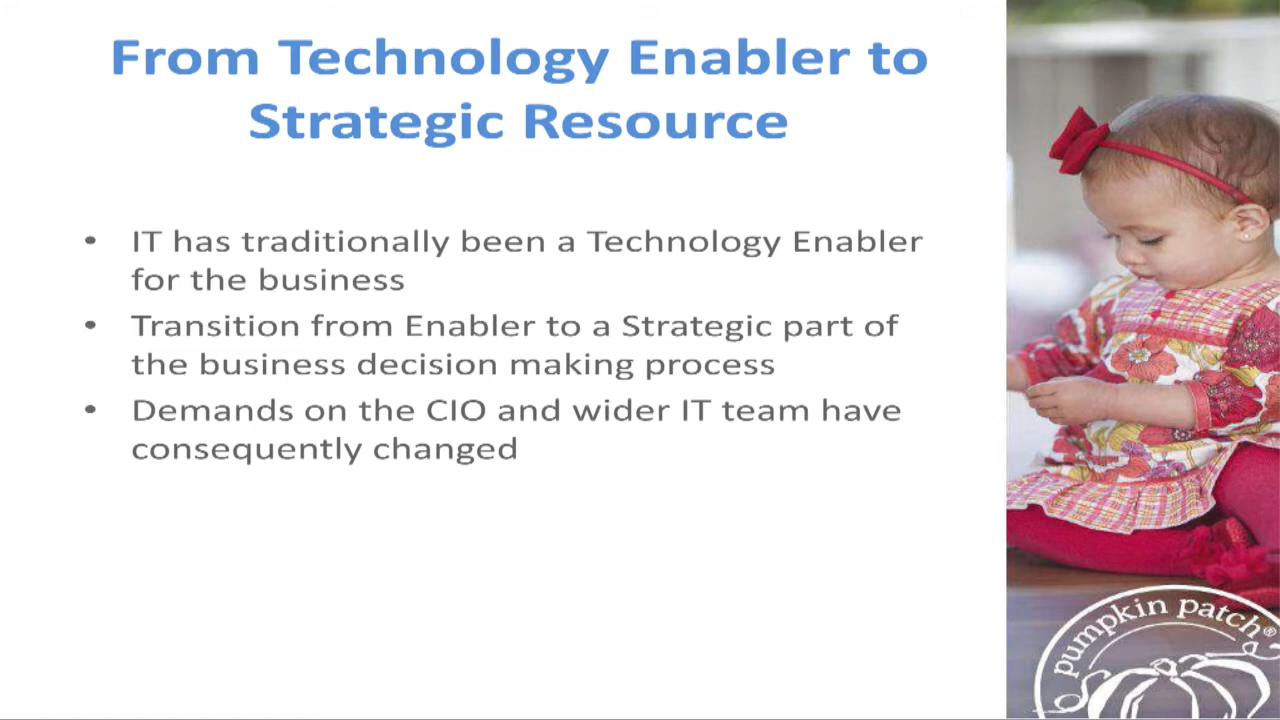 From Technology Enabler to
Strategic Resource
• IT has traditionally been a Technology Enabler
for the business
• Transition from Enabler to a Strategic part of
the business decision making process
• Demands on the CIO and wider IT team have
consequently changed
pumpkin patch®